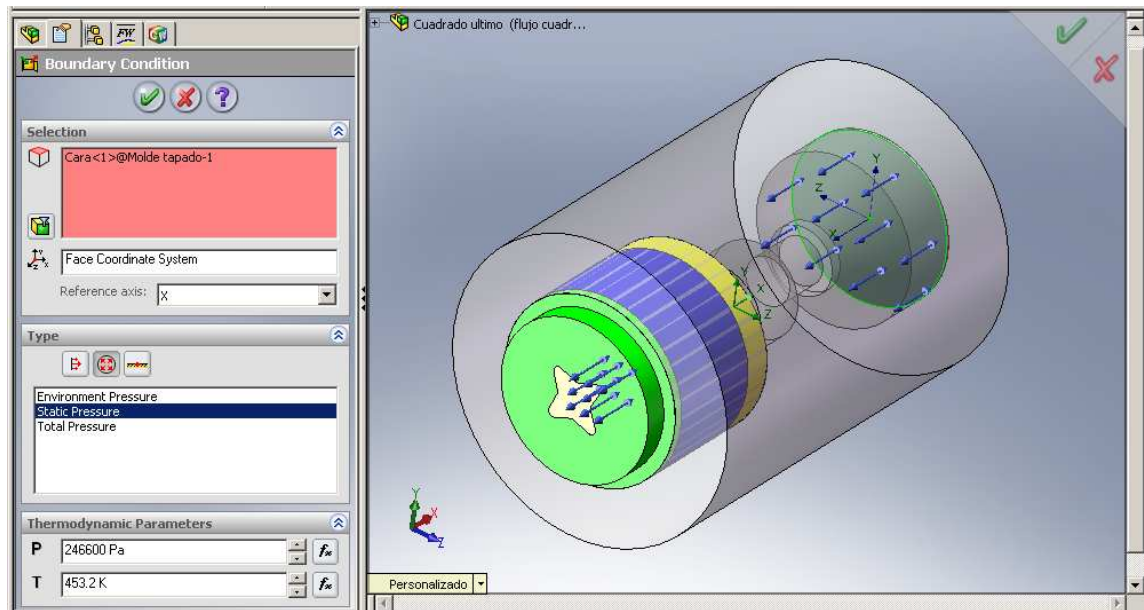 FW
Boundary Condition
?
Selection
Cara<1>@Molde tapado-1
Face Coordinate System
Reference axis: X
Type
Environment Pressure
Static Pressure
Total Pressure
Thermodynamic Parameters
P 246600 Pa
T 453.2 K
Cuadrado ultimo (flujo cuadr...
Y
Z
X
Y
X
Z
Y
X
Z
Personalizado